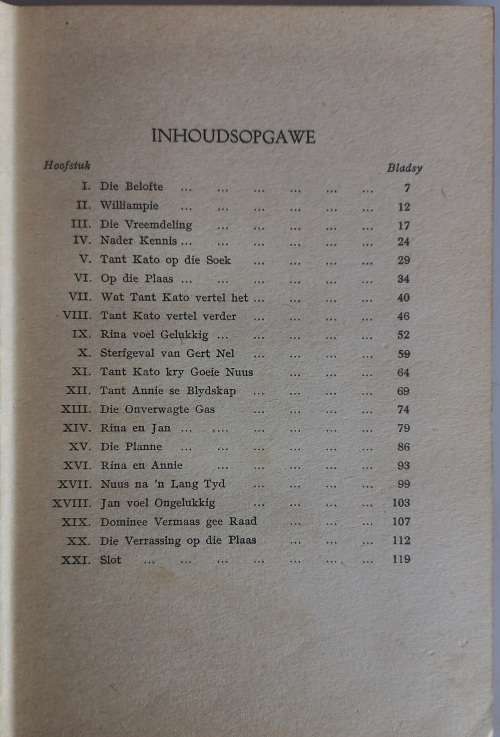 INHOUDSOPGAWE
Hoofstuk Bladsy
I. Die Belofte ... ... ... ... ... ... 7
II. Williampie ... ... ... ... ... 12
III. Die Vreemdeling ... ... ... ... ... 17
IV. Nader Kennis ... ... ... ... ... ... 24
V. Tant Kato op die Soek ... ... ... ... 29
VI. Op die Plaas ... ... ... ... ... ... 34
VII. Wat Tant Kato vertel het ... ... ... ... 40
VIII. Tant Kato vertel verder ... ... ... ... 46
IX. Rina voel Gelukkig ... ... ... ... ... 52
X. Sterfgeval van Gert Nel ... ... ... ... 59
XI. Tant Kato kry Goeie Nuus ... ... ... 64
XII. Tant Annie se Blydskap ... ... ... ... 69
XIII. Die Onverwagte Gas ... ... ... ... 74
XIV. Rina en Jan ... .... ... ... ... ... 79
XV. Die Planne ... ... ... ... ... ... 86
XVI. Rina en Annie ... ... ... ... ... 93
XVII. Nuus na 'n Lang Tyd ... ... ... ... 99
XVIII. Jan voel Ongelukkig ... ... ... ... 103
XIX. Dominee Vermaas gee Raad ... ... ... 107
XX. Die Verrassing op die Plaas ... ... ... 112
XXI. Slot ... ... ... ... ... ... ... 119